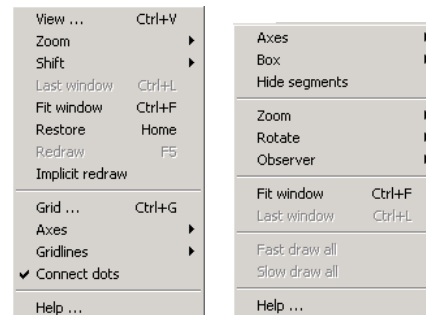 View ... Ctrl+V
Zoom
Shift
Last window Ctrl+L
Fit window Ctrl+F
Restore Home
Redraw F5
Implicit redraw
Grid ... Ctrl+G
Axes
Gridlines
Connect dots
Help ...
Axes
Box
Hide segments
Zoom
Rotate
Observer
Fit window Ctrl+F
Last window Ctrl+L
Fast draw all
Slow draw all
Help ...